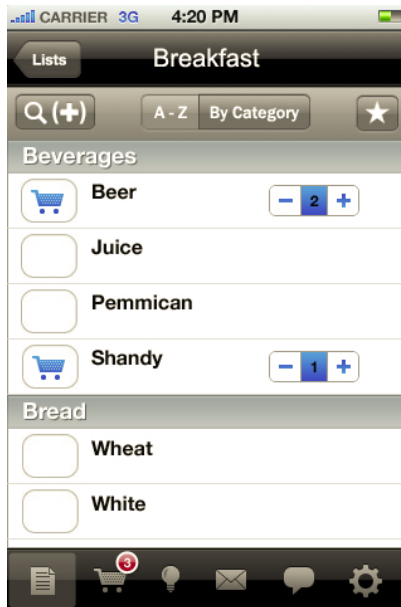 CARRIER 3G 4:20 PM
Lists Breakfast
(+) A - Z By Category
Beverages
Beer - 2 +
Juice
Pemmican
Shandy - 1 +
Bread
Wheat
White
3